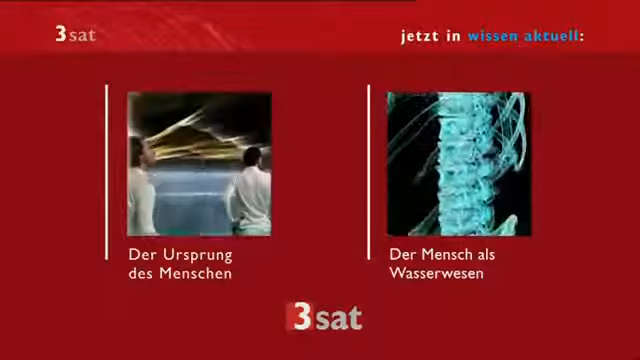 3sat
jetzt in wissen aktuell:
Der Ursprung
des Menschen
Der Mensch als
Wasserwesen
3sat